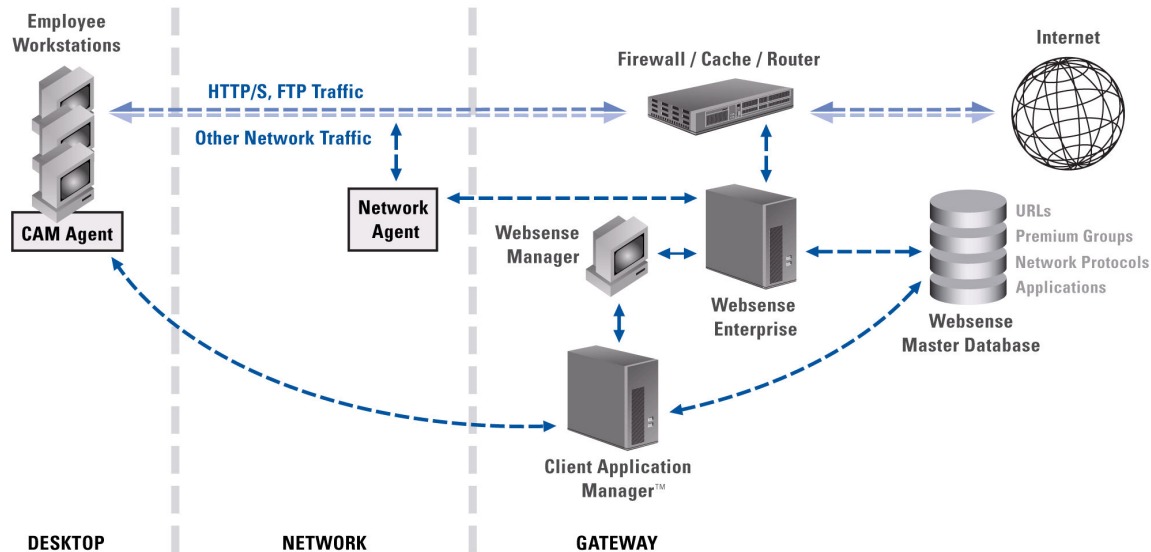 Employee
Workstations
HTTP/S, FTP Traffic
Other Network Traffic
Firewall / Cache / Router
Internet
CAM Agent
Network
Agent
Websense
Manager
Websense
Enterprise
URLs
Premium Groups
Network Protocols
Applications
Websense
Master Database
Client Application
Manager™
DESKTOP
NETWORK
GATEWAY